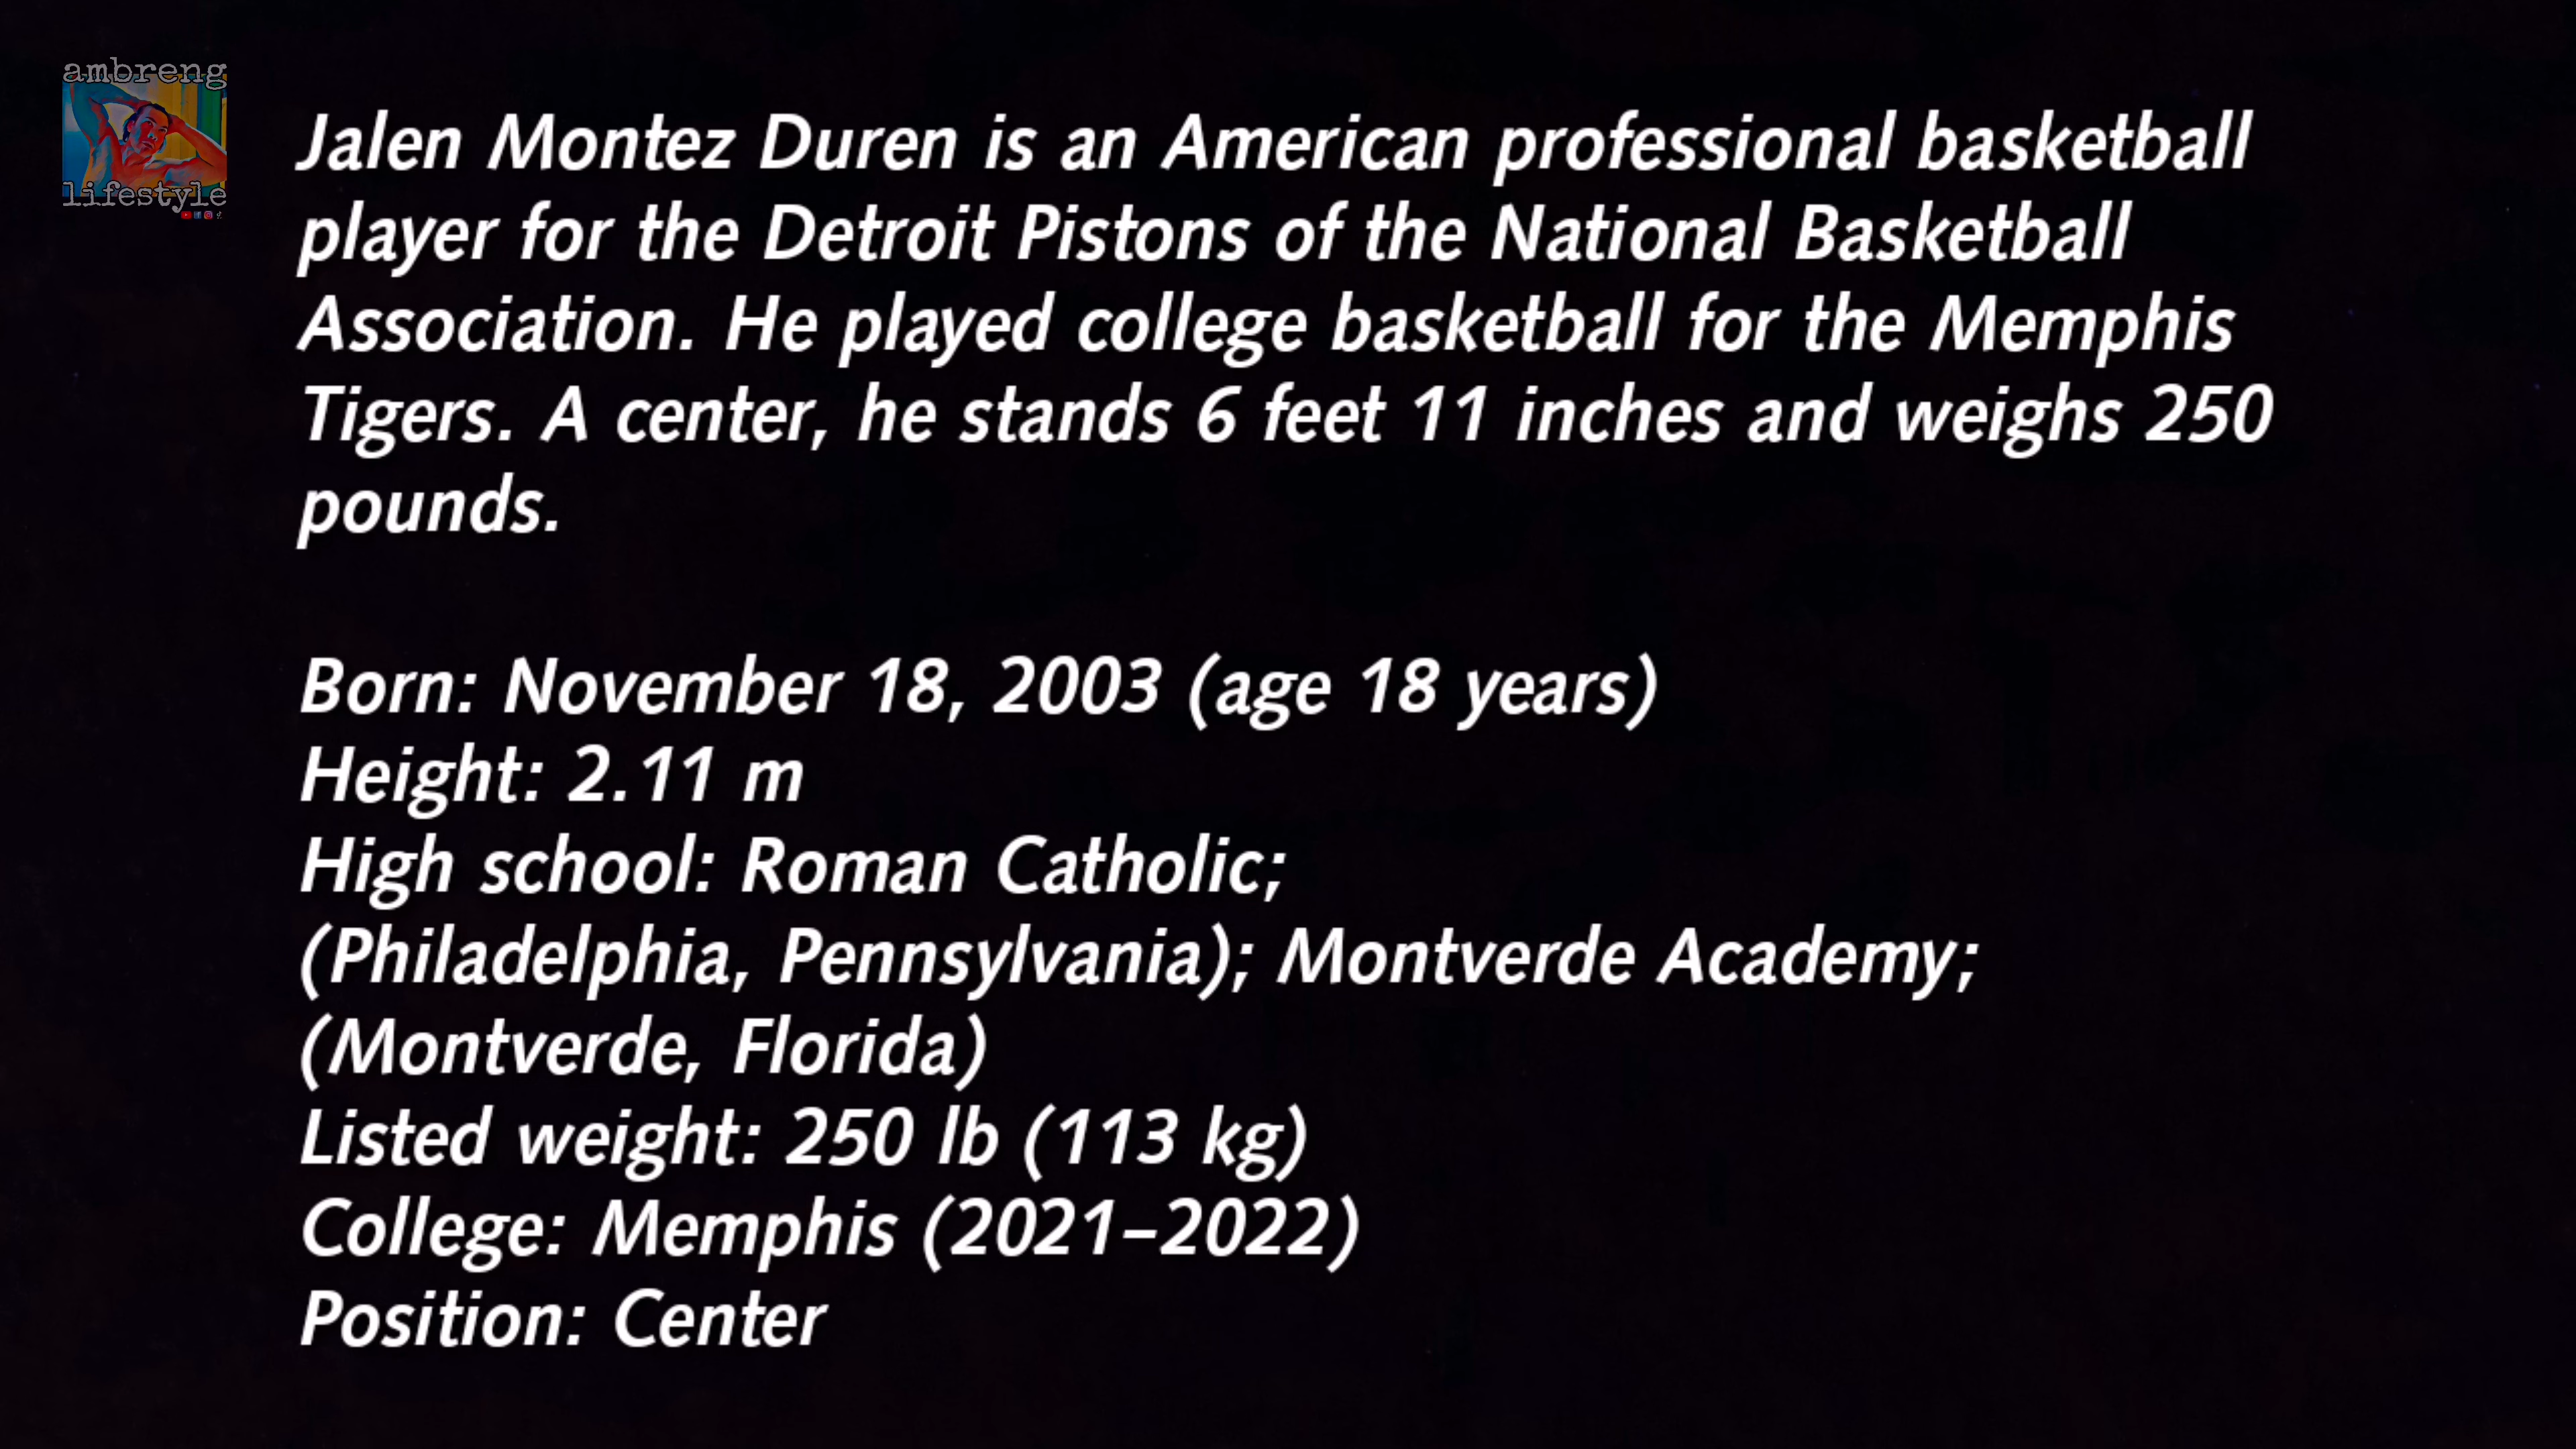 ambreng
lifestyle
Jalen Montez Duren is an American professional basketball
player for the Detroit Pistons of the National Basketball
Association. He played college basketball for the Memphis
Tigers. A center, he stands 6 feet 11 inches and weighs 250
pounds.
Born: November 18, 2003 (age 18 years)
Height: 2.11 m
High school: Roman Catholic;
(Philadelphia, Pennsylvania); Montverde Academy;
(Montverde, Florida)
Listed weight: 250 lb (113 kg)
College: Memphis (2021–2022)
Position: Center